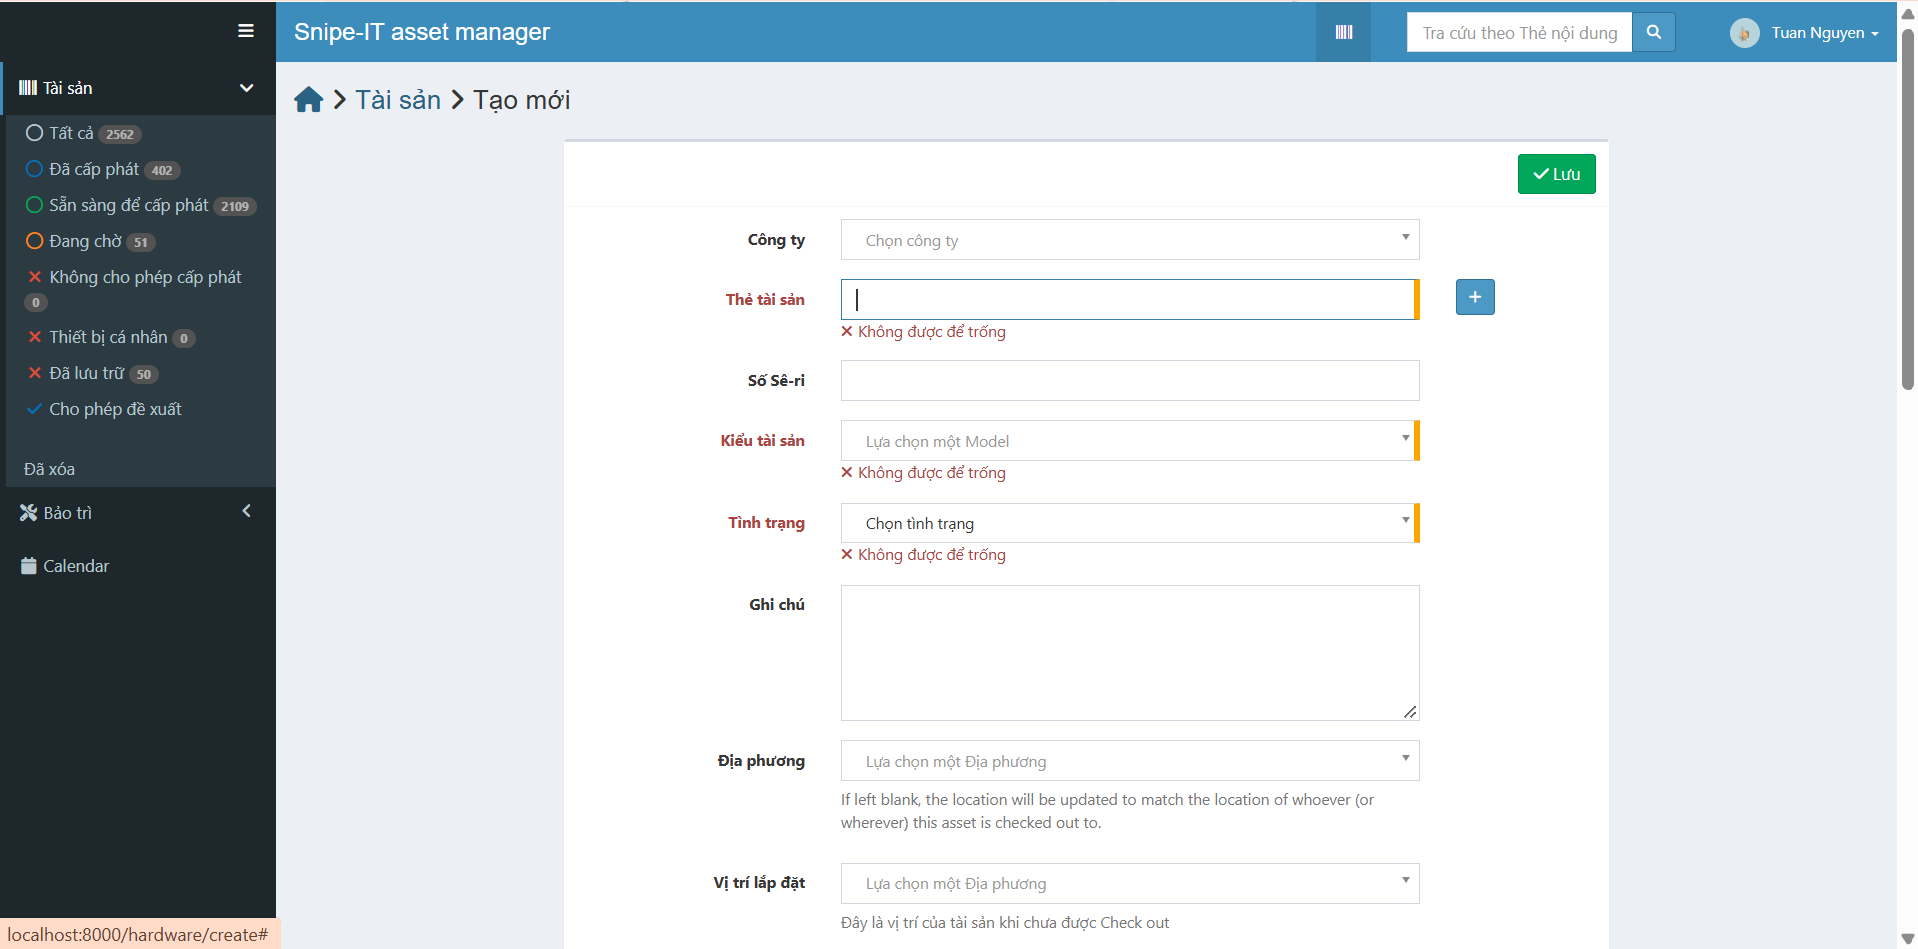 Snipe-IT asset manager
Tra cứu theo Thẻ nội dung
Tuan Nguyen
Tài sản
Tất cả 2562
Đã cấp phát 402
Sẵn sàng để cấp phát 2109
Đang chờ 51
Không cho phép cấp phát
0
Thiết bị cá nhân 0
Đã lưu trữ 50
Cho phép đề xuất
Đã xóa
Bảo trì
Calendar
Tài sản > Tạo mới
Lưu
Công ty
Chọn công ty
Thẻ tài sản
Không được để trống
Số Sê-ri
Kiểu tài sản
Lựa chọn một Model
Không được để trống
Tình trạng
Chọn tình trạng
Không được để trống
Ghi chú
Địa phương
Lựa chọn một Địa phương
If left blank, the location will be updated to match the location of whoever (or
wherever) this asset is checked out to.
Vị trí lắp đặt
Lựa chọn một Địa phương
Đây là vị trí của tài sản khi chưa được Check out
localhost:8000/hardware/create#